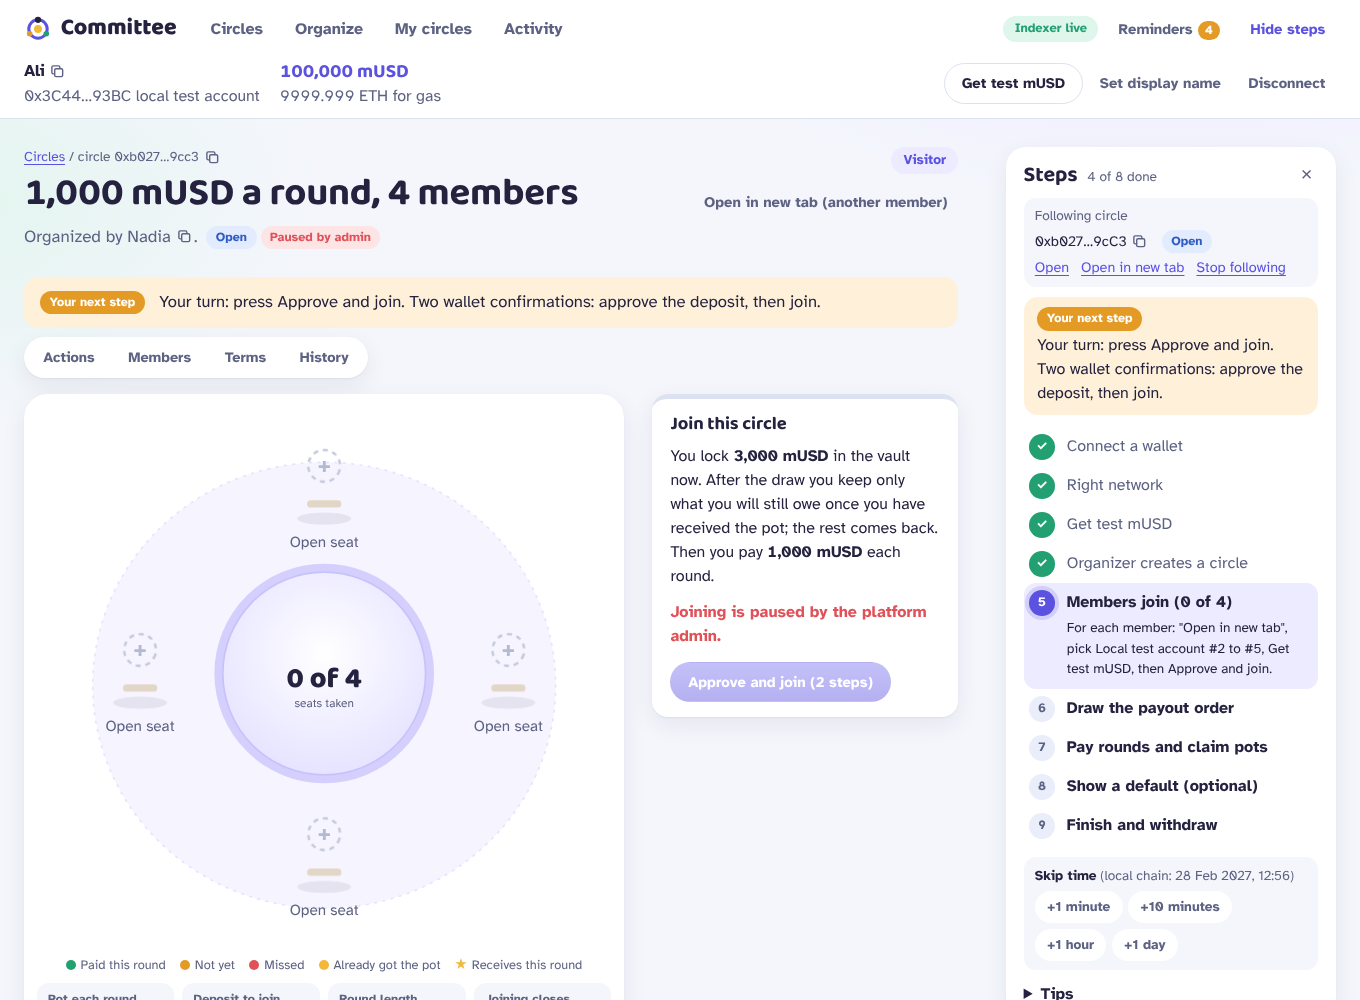 Committee
Circles
Organize
My circles
Activity
Indexer live
Reminders 4
Hide steps
Ali
0x3C44...93BC local test account
100,000 mUSD
9999.999 ETH for gas
Get test mUSD
Set display name
Disconnect
Circles / circle 0xb027...9cc3
1,000 mUSD a round, 4 members
Organized by Nadia .
Open
Paused by admin
Visitor
Open in new tab (another member)
Your next step
Your turn: press Approve and join. Two wallet confirmations: approve the deposit, then join.
Actions
Members
Terms
History
Open seat
Open seat
0 of 4
seats taken
Open seat
Open seat
Paid this round
Not yet
Missed
Already got the pot
Receives this round
Pot each round
Deposit to join
Round length
Joining closes
Join this circle
You lock 3,000 mUSD in the vault
now. After the draw you keep only
what you will still owe once you have
received the pot; the rest comes back.
Then you pay 1,000 mUSD each
round.
Joining is paused by the platform
admin.
Approve and join (2 steps)
Steps
4 of 8 done
Following circle
0xb027...9cC3
Open
Open
Open in new tab
Stop following
Your next step
Your turn: press Approve and join.
Two wallet confirmations: approve the
deposit, then join.
Connect a wallet
Right network
Get test mUSD
Organizer creates a circle
5 Members join (0 of 4)
For each member: "Open in new tab",
pick Local test account #2 to #5, Get
test mUSD, then Approve and join.
6 Draw the payout order
7 Pay rounds and claim pots
8 Show a default (optional)
9 Finish and withdraw
Skip time (local chain: 28 Feb 2027, 12:56)
+1 minute
+10 minutes
+1 hour
+1 day
Tips